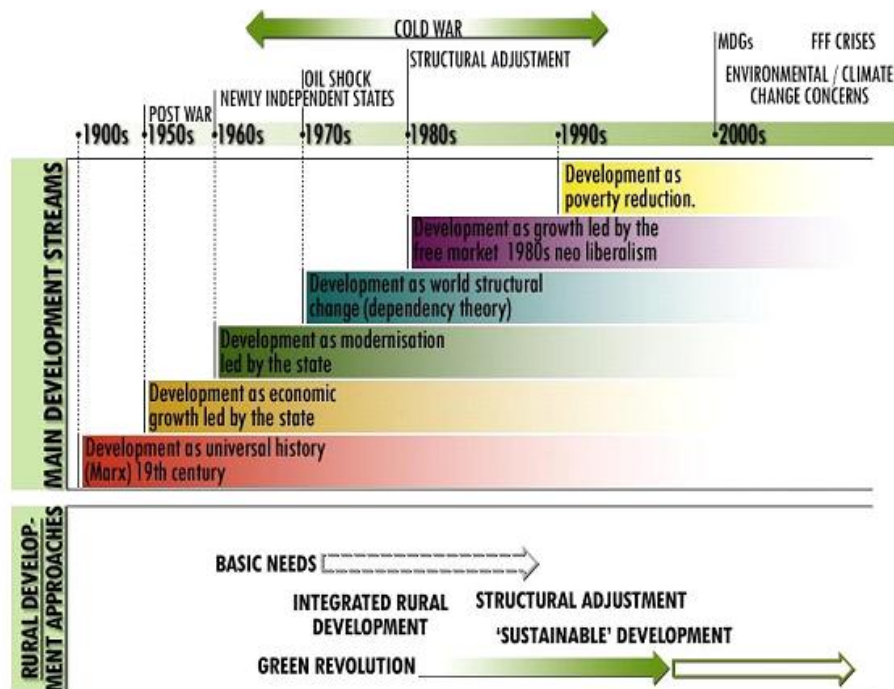 COLD WAR
MDGs FFF CRISES
STRUCTURAL ADJUSTMENT
ENVIRONMENTAL / CLIMATE
CHANGE CONCERNS
OIL SHOCK
NEWLY INDEPENDENT STATES
POST WAR
1900s 1950s 1960s 1970s 1980s 1990s 2000s
MAIN DEVELOPMENT STREAMS
Development as
poverty reduction.
Development as growth led by the
free market 1980s neo liberalism
Development as world structural
change (dependency theory)
Development as modernisation
led by the state
Development as economic
growth led by the state
Development as universal history
(Marx) 19th century
RURAL DEVELOP-
MENT APPROACHES
BASIC NEEDS
INTEGRATED RURAL
DEVELOPMENT
STRUCTURAL ADJUSTMENT
'SUSTAINABLE' DEVELOPMENT
GREEN REVOLUTION